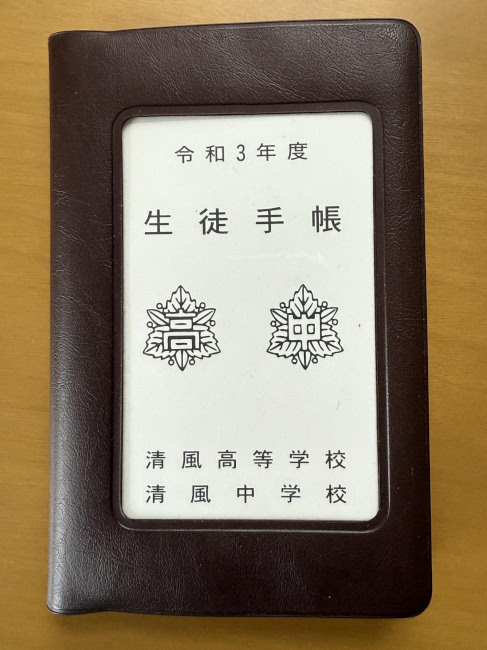 令和3年度
生徒手帳
高 中
清風高等学校
清風中学校